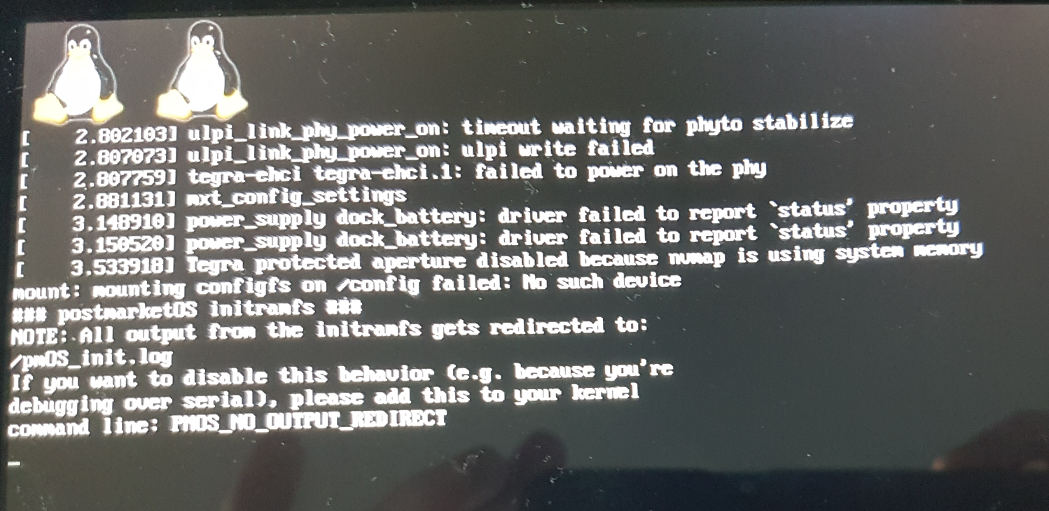 [    2.802103] ulpi_link_phy_power_on: timeout waiting for phyto stabilize
[    2.807073] ulpi_link_phy_power_on: ulpi write failed
[    2.807759] tegra-ehci tegra-ehci.1: failed to power on the phy
[    2.881131] mxt_config_settings
[    3.148910] power_supply dock_battery: driver failed to report `status' property
[    3.150520] power_supply dock_battery: driver failed to report `status' property
[    3.533918] Tegra protected aperture disabled because nvmap is using system memory
mount: mounting configfs on /config failed: No such device
### postmarketOS initramfs ###
NOTE: All output from the initramfs gets redirected to:
/pmOS_init.log
If you want to disable this behavior (e.g. because you're
debugging over serial), please add this to your kernel
command line: PMOS_NO_OUTPUT_REDIRECT